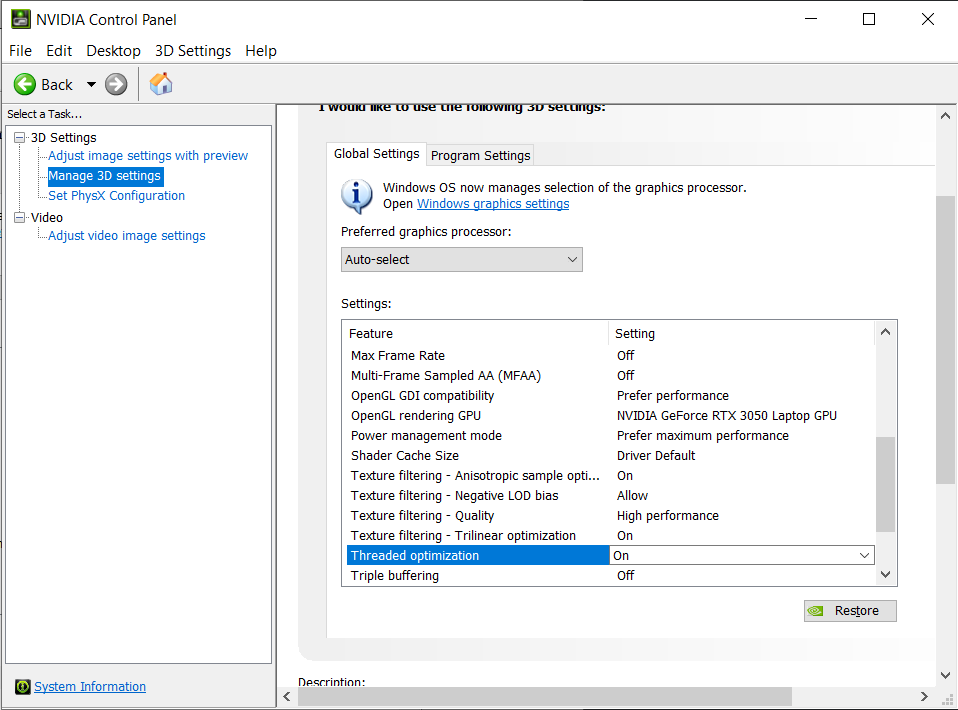 NVIDIA Control Panel
File Edit Desktop 3D Settings Help
Back
Select a Task...
3D Settings
Adjust image settings with preview
Manage 3D settings
Set PhysX Configuration
Video
Adjust video image settings
System Information
I would like to use the following 3D settings:
Global Settings Program Settings
Windows OS now manages selection of the graphics processor.
Open Windows graphics settings
Preferred graphics processor:
Auto-select
Settings:
Feature Setting
Max Frame Rate Off
Multi-Frame Sampled AA (MFAA) Off
OpenGL GDI compatibility Prefer performance
OpenGL rendering GPU NVIDIA GeForce RTX 3050 Laptop GPU
Power management mode Prefer maximum performance
Shader Cache Size Driver Default
Texture filtering - Anisotropic sample opti... On
Texture filtering - Negative LOD bias Allow
Texture filtering - Quality High performance
Texture filtering - Trilinear optimization On
Threaded optimization On
Triple buffering Off
Restore
Description: